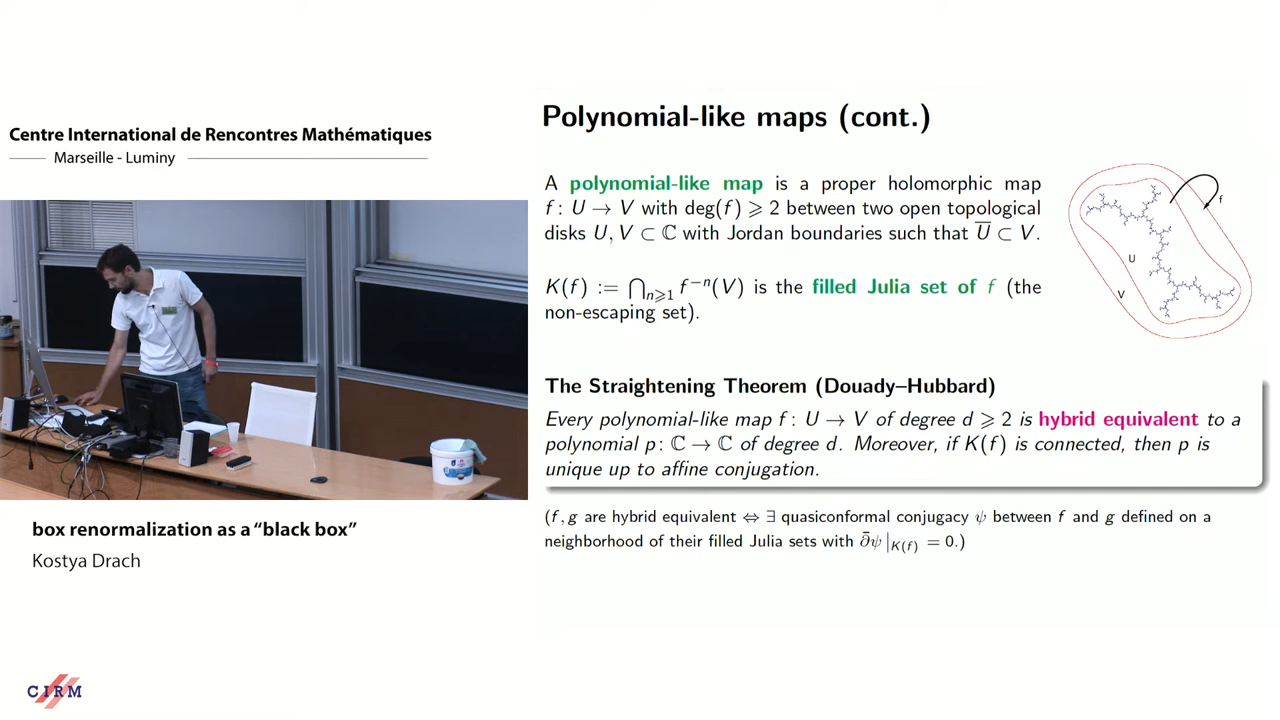 Centre International de Rencontres Mathématiques
Marseille - Luminy
box renormalization as a “black box”
Kostya Drach
CIRM
Polynomial-like maps (cont.)
A polynomial-like map is a proper holomorphic map
f : U → V with deg(f) ⩾ 2 between two open topological
disks U, V ⊂ ℂ with Jordan boundaries such that U̅ ⊂ V.
K(f) := ⋂ₙ⩾₁ f⁻ⁿ(V) is the filled Julia set of f (the
non-escaping set).
f
U
V
The Straightening Theorem (Douady–Hubbard)
Every polynomial-like map f : U → V of degree d ⩾ 2 is hybrid equivalent to a
polynomial p : ℂ → ℂ of degree d. Moreover, if K(f) is connected, then p is
unique up to affine conjugation.
(f, g are hybrid equivalent ⇔ ∃ quasiconformal conjugacy ψ between f and g defined on a
neighborhood of their filled Julia sets with ∂̄ψ|K(f) = 0.)